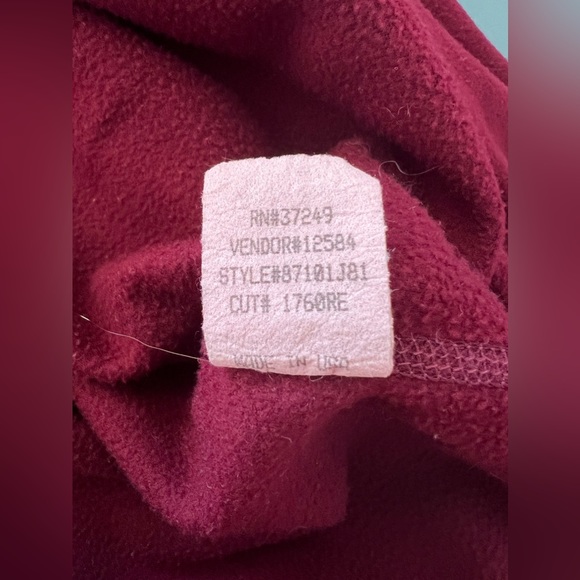 RN#37249
VENDOR#12584
STYLE#87101J81
CUT# 1760RE
MADE IN USA